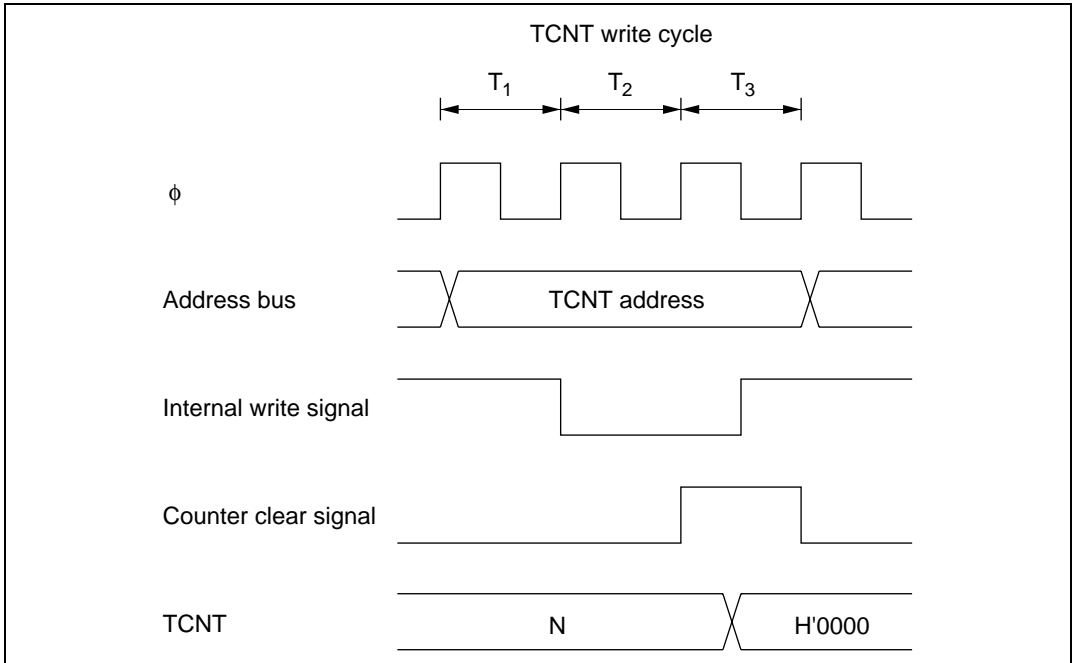 TCNT write cycle
T1 T2 T3
ϕ
Address bus TCNT address
Internal write signal
Counter clear signal
TCNT N H'0000